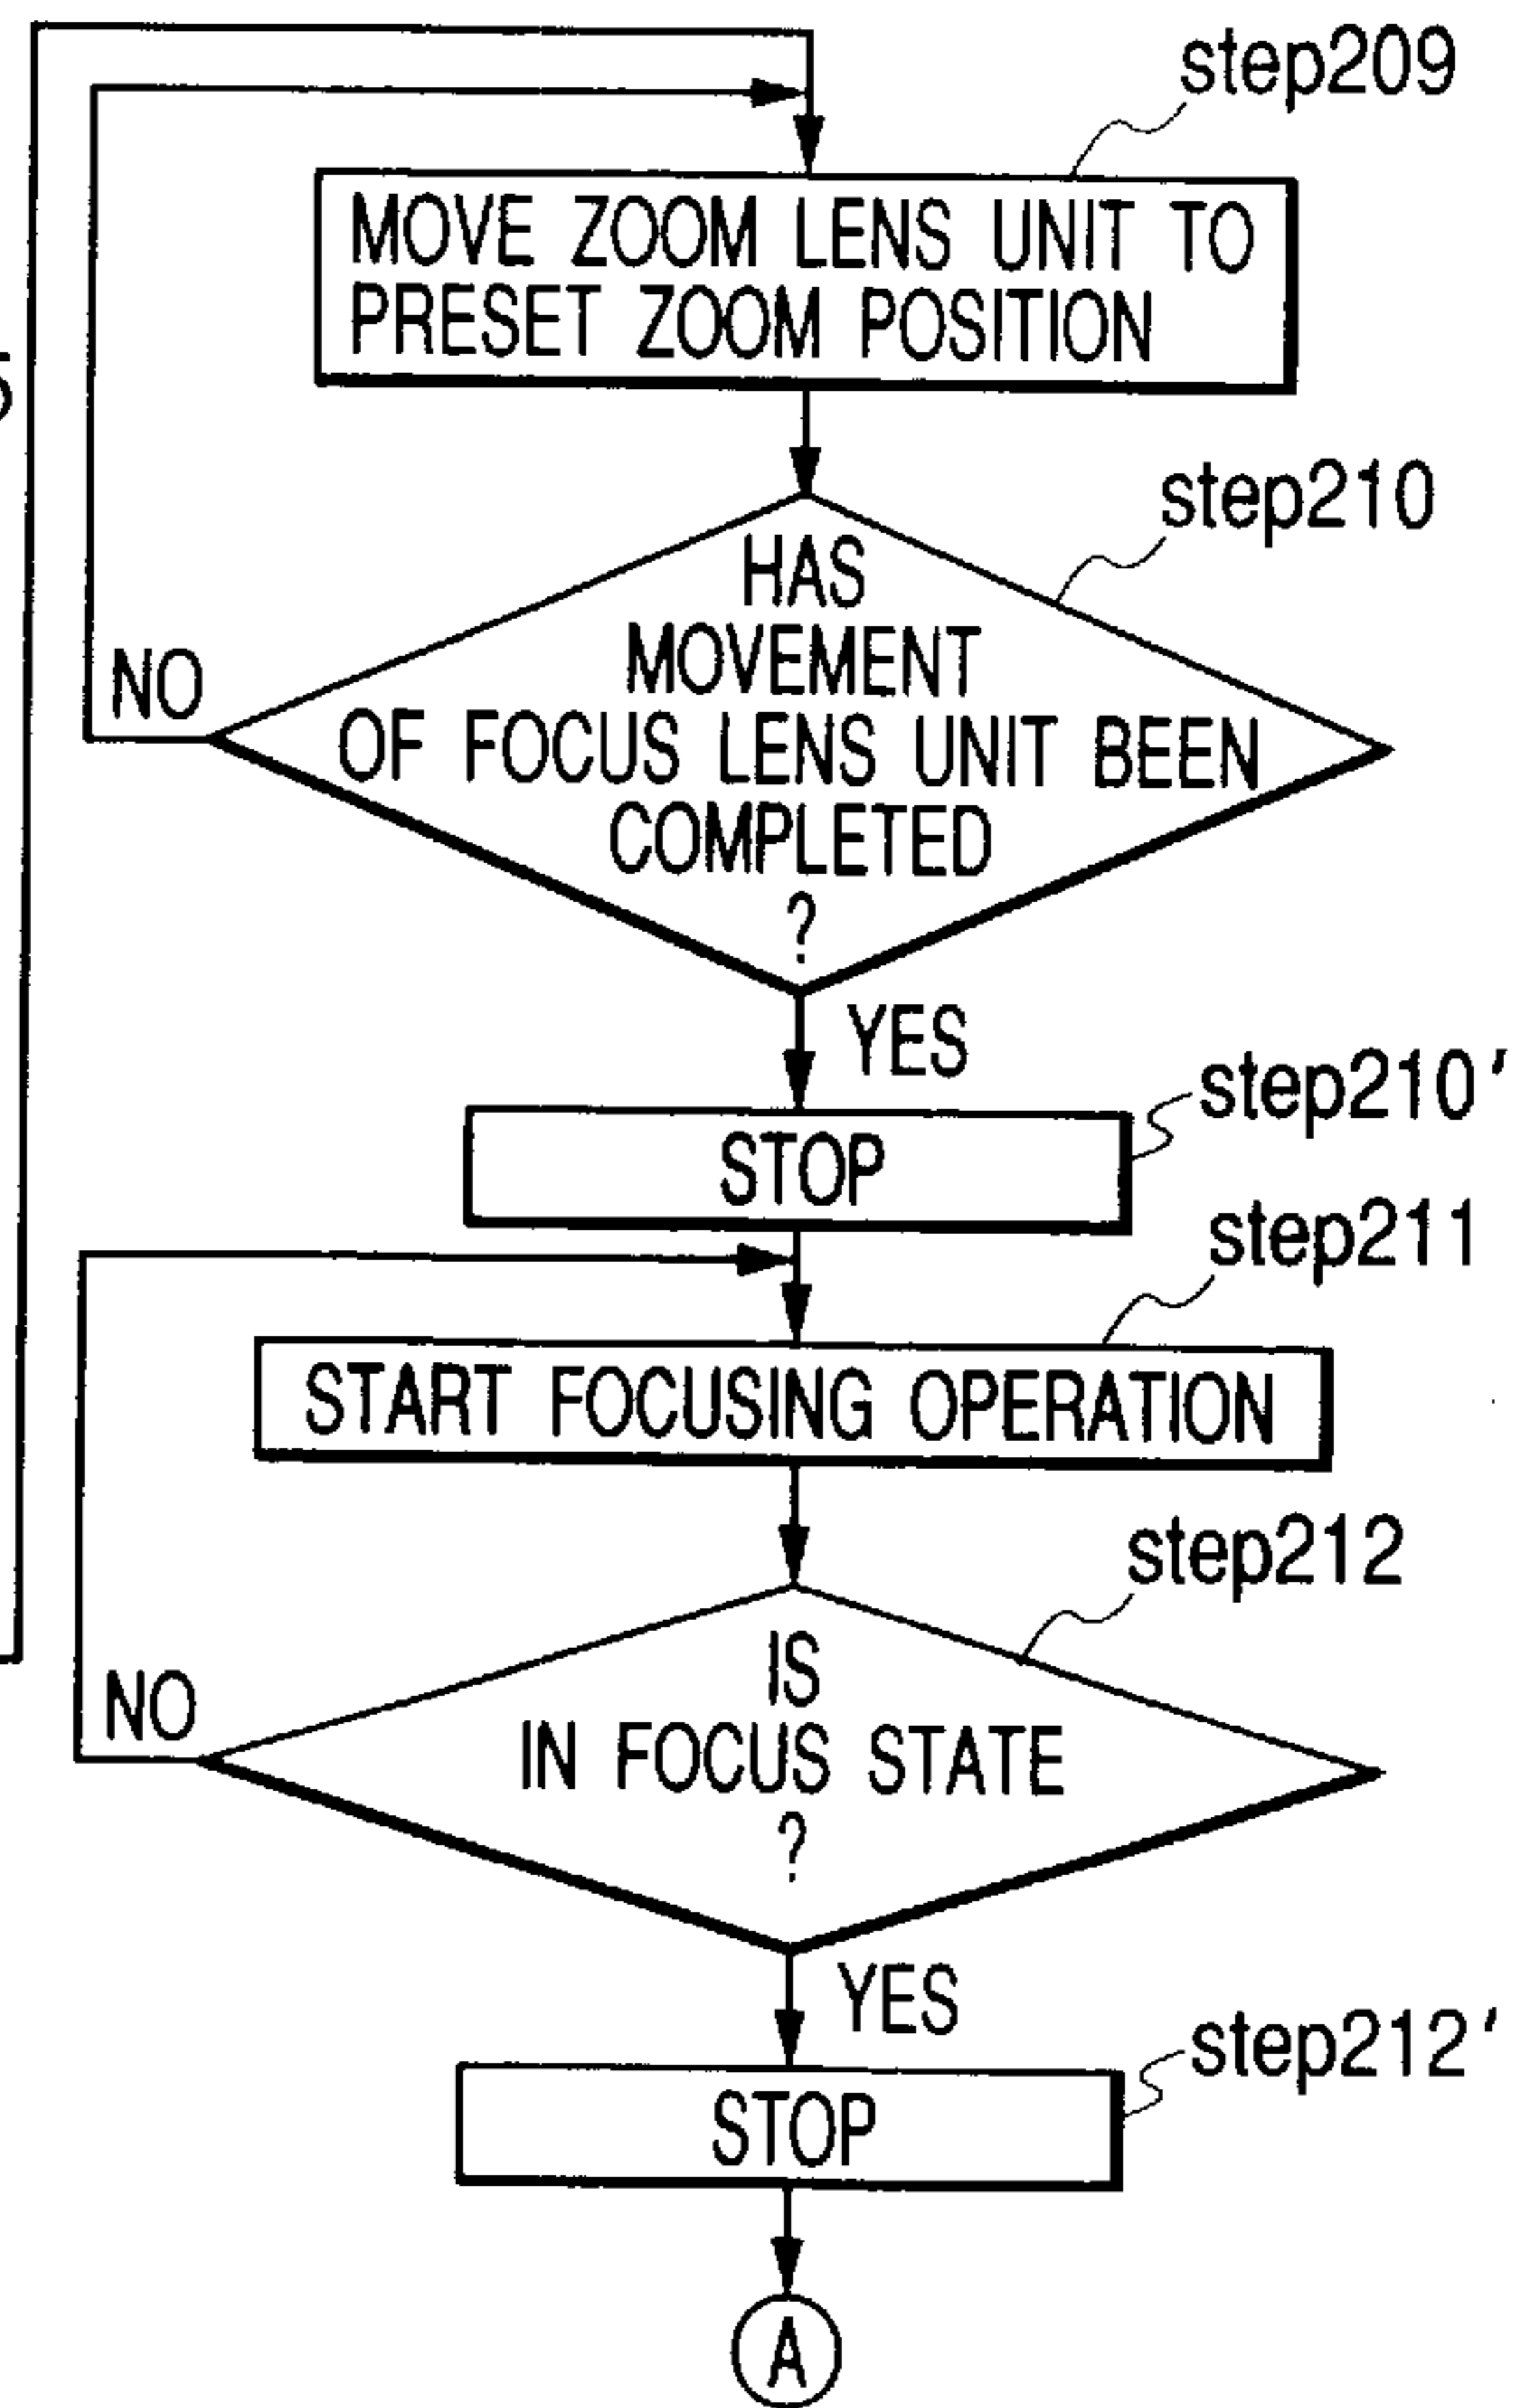 step209
MOVE ZOOM LENS UNIT TO
PRESET ZOOM POSITION
step210
HAS
MOVEMENT
OF FOCUS LENS UNIT BEEN
COMPLETED
?
NO
YES
step210'
STOP
step211
START FOCUSING OPERATION
step212
IS
IN FOCUS STATE
?
NO
YES
step212'
STOP
A